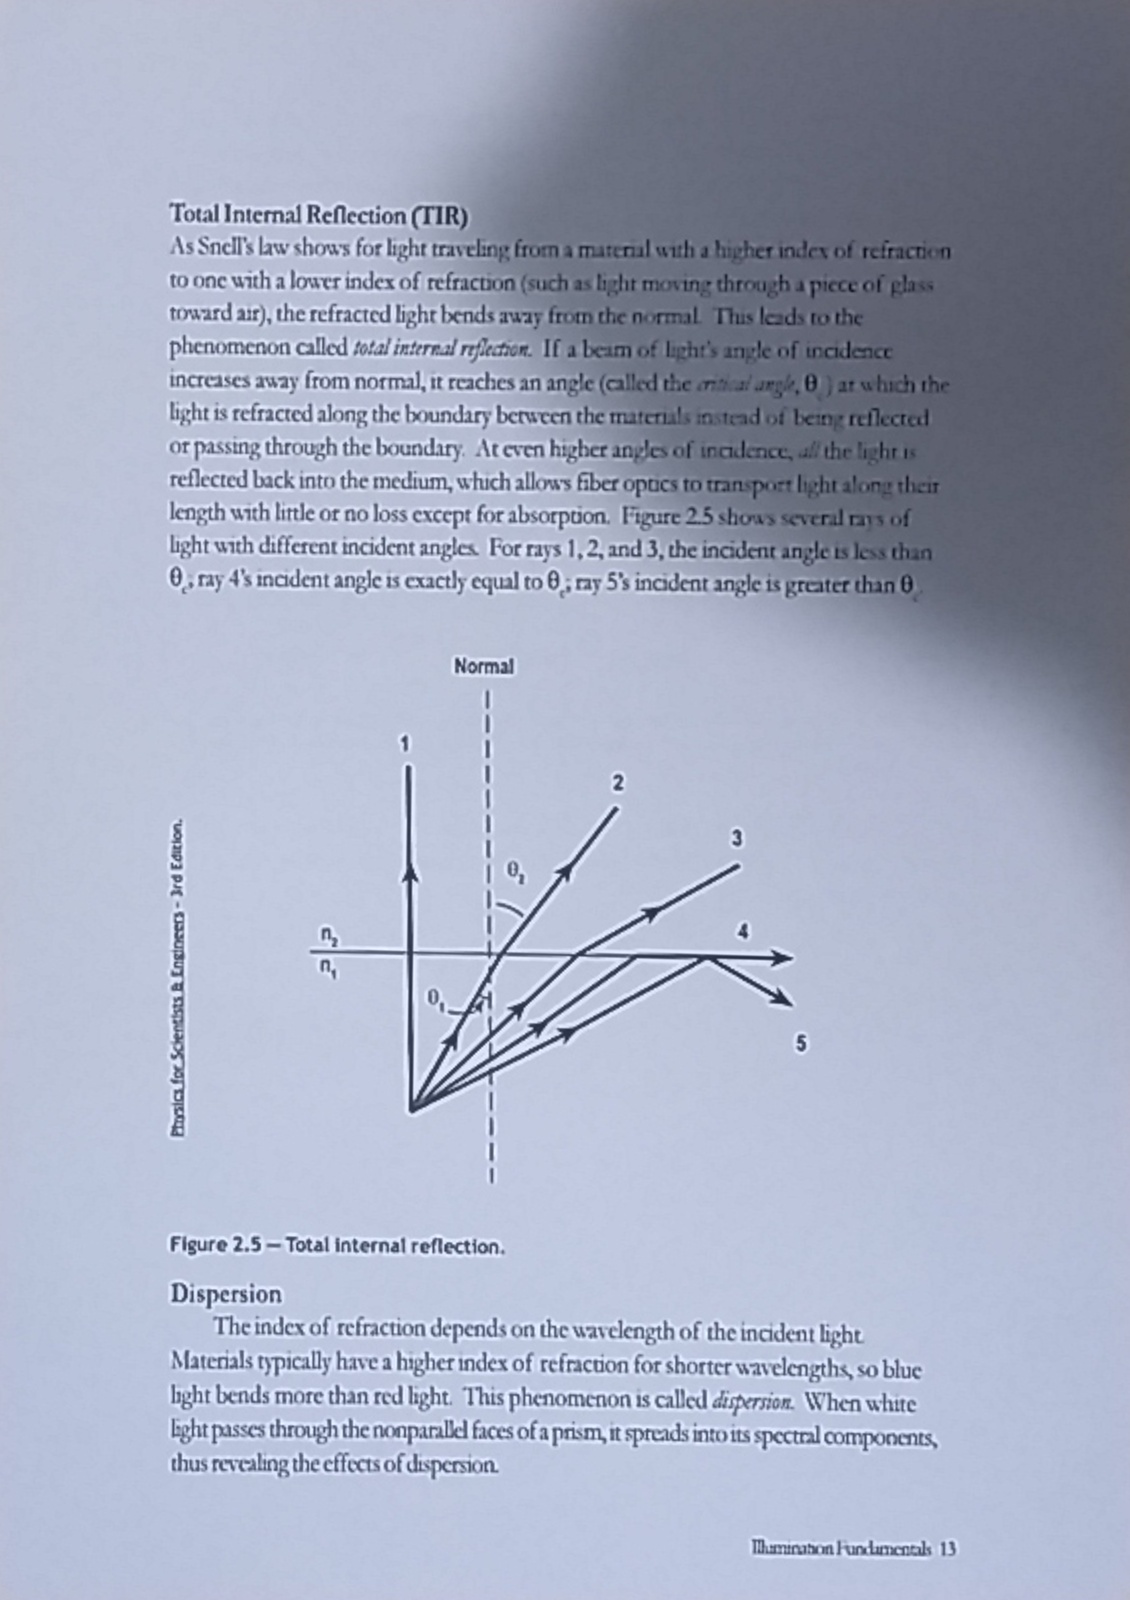 Total Internal Reflection (TIR)
As Snell's law shows for light traveling from a material with a higher index of refraction
to one with a lower index of refraction (such as light moving through a piece of glass
toward air), the refracted light bends away from the normal. This leads to the
phenomenon called total internal reflection. If a beam of light's angle of incidence
increases away from normal, it reaches an angle (called the critical angle, θc) at which the
light is refracted along the boundary between the materials instead of being reflected
or passing through the boundary. At even higher angles of incidence, all the light is
reflected back into the medium, which allows fiber optics to transport light along their
length with little or no loss except for absorption. Figure 2.5 shows several rays of
light with different incident angles. For rays 1, 2, and 3, the incident angle is less than
θc; ray 4's incident angle is exactly equal to θc; ray 5's incident angle is greater than θc.
Normal
1
2
3
θ2
4
n2
n1
θ1
5
Physics for Scientists & Engineers - 3rd Edition.
Figure 2.5 — Total internal reflection.
Dispersion
The index of refraction depends on the wavelength of the incident light.
Materials typically have a higher index of refraction for shorter wavelengths, so blue
light bends more than red light. This phenomenon is called dispersion. When white
light passes through the nonparallel faces of a prism, it spreads into its spectral components,
thus revealing the effects of dispersion.
Illumination Fundamentals 13